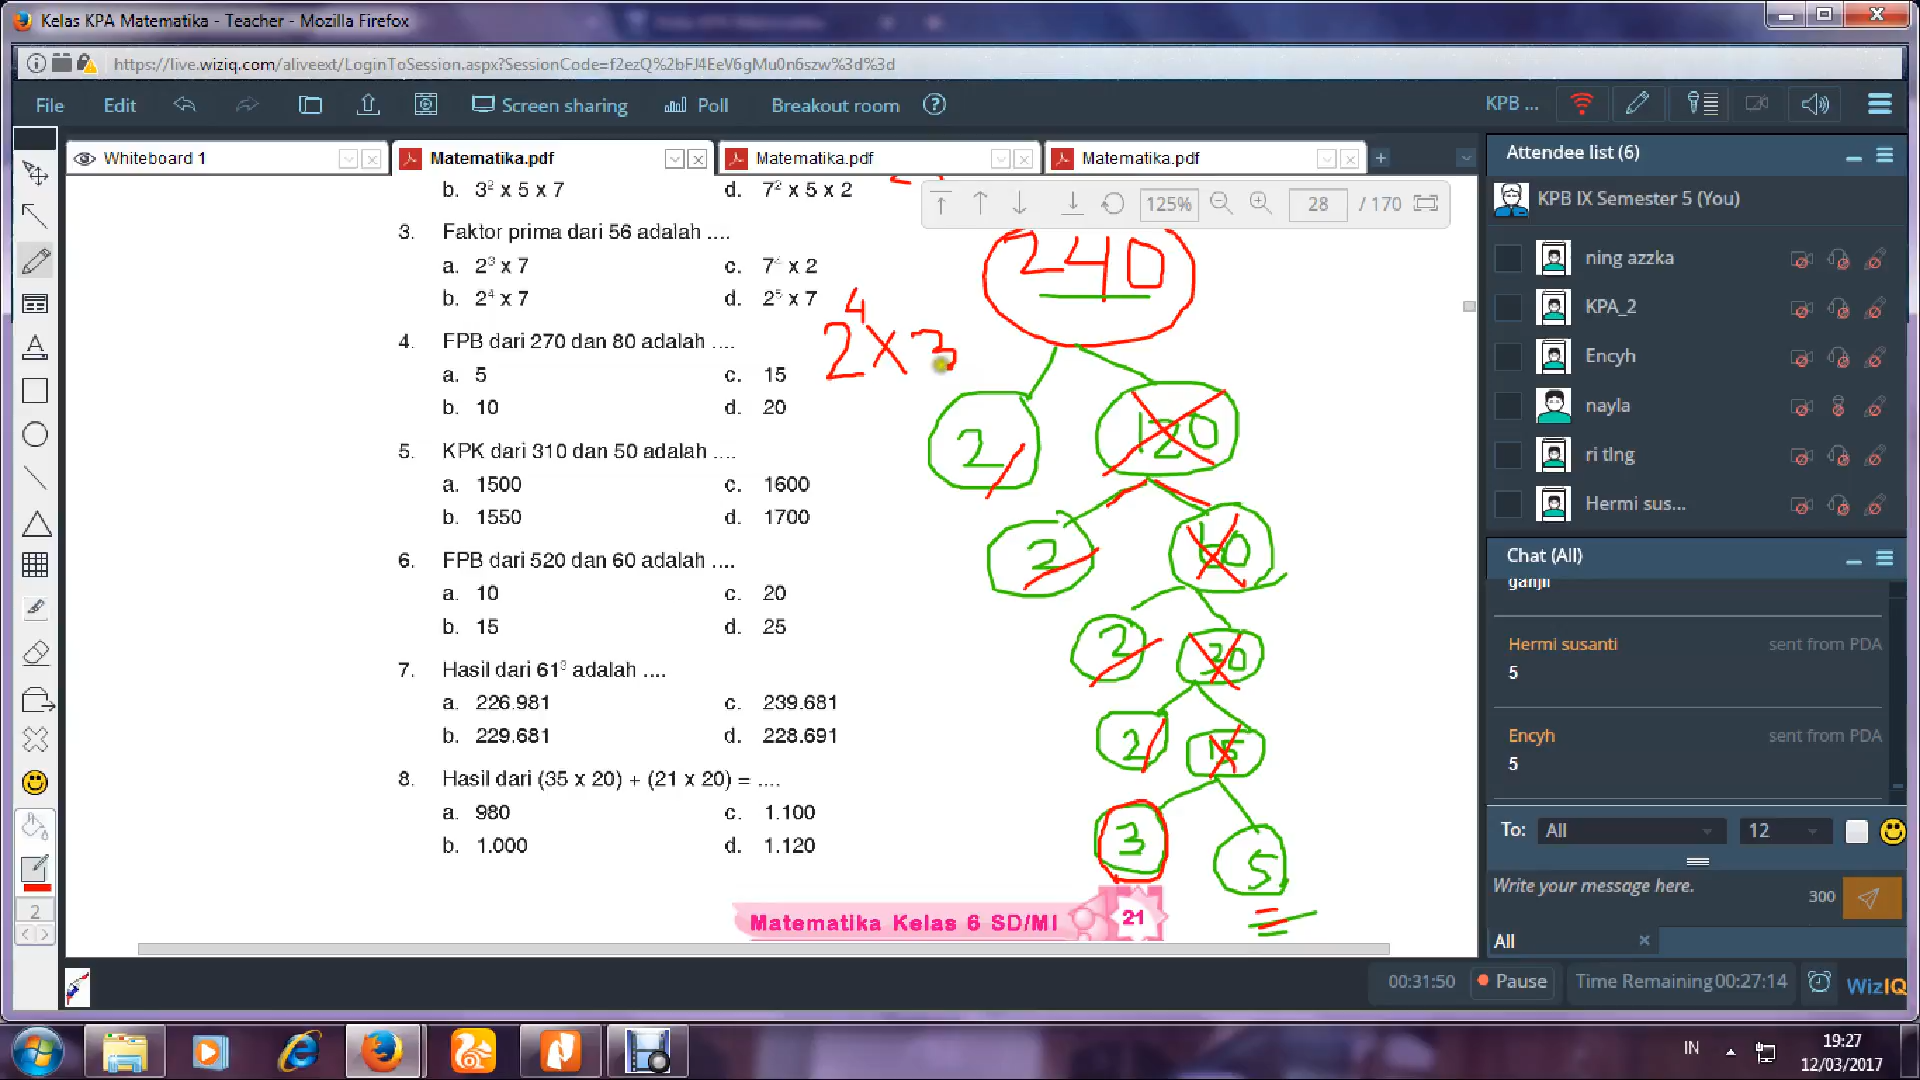 Kelas KPA Matematika - Teacher - Mozilla Firefox
https://live.wiziq.com/aliveext/LoginToSession.aspx?SessionCode=f2ezQ%2bFJ4EeV6gMu0n6szw%3d%3d
File Edit Screen sharing Poll Breakout room KPB ...
Whiteboard 1 Matematika.pdf Matematika.pdf Matematika.pdf
125% 28 / 170
b. 3² x 5 x 7 d. 7² x 5 x 2
3. Faktor prima dari 56 adalah ....
a. 2³ x 7 c. 7⁴ x 2
b. 2⁴ x 7 d. 2⁵ x 7
4. FPB dari 270 dan 80 adalah ....
a. 5 c. 15
b. 10 d. 20
5. KPK dari 310 dan 50 adalah ....
a. 1500 c. 1600
b. 1550 d. 1700
6. FPB dari 520 dan 60 adalah ....
a. 10 c. 20
b. 15 d. 25
7. Hasil dari 61³ adalah ....
a. 226.981 c. 239.681
b. 229.681 d. 228.691
8. Hasil dari (35 x 20) + (21 x 20) = ....
a. 980 c. 1.100
b. 1.000 d. 1.120
Matematika Kelas 6 SD/MI 21
240
2⁴ x 3
2 120
2 60
2 30
2 15
3 5
2
Attendee list (6)
KPB IX Semester 5 (You)
ning azzka
KPA_2
Encyh
nayla
ri tlng
Hermi sus...
Chat (All)
ganjil
Hermi susanti sent from PDA
5
Encyh sent from PDA
5
To: All 12
Write your message here. 300
All
00:31:50 Pause Time Remaining 00:27:14 WizIQ
IN 19:27
12/03/2017